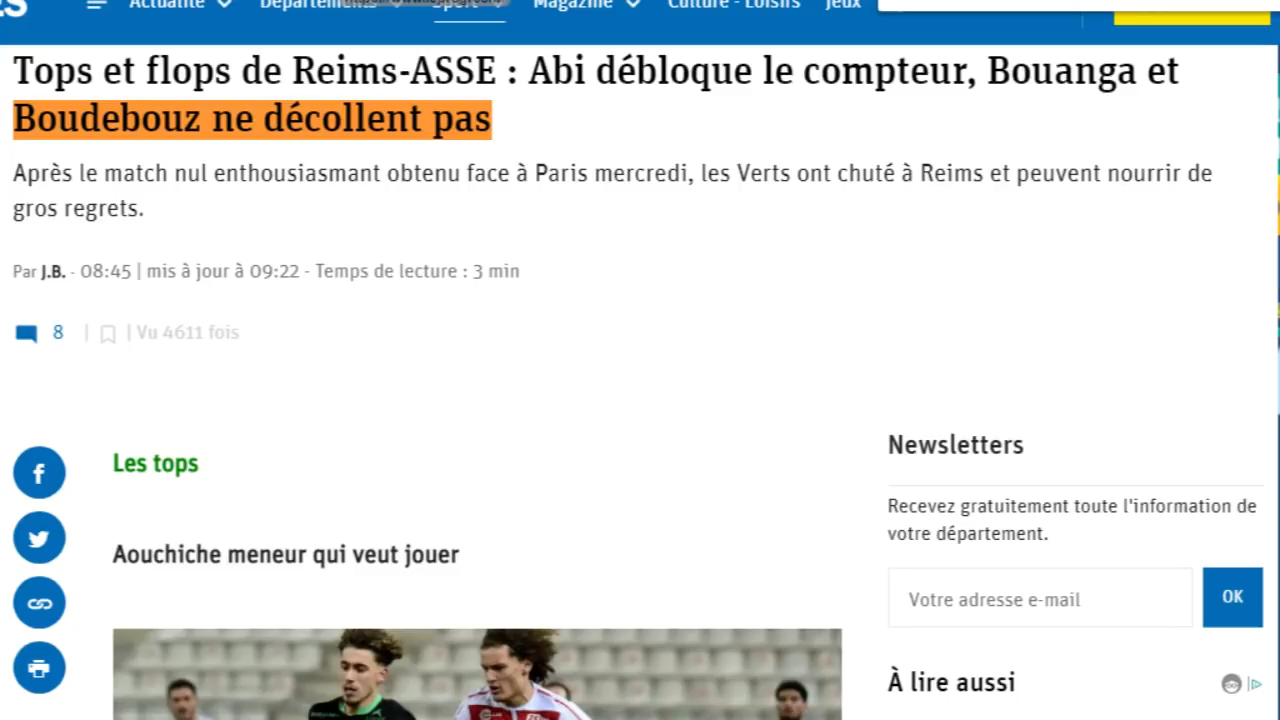 ES
Actualité Départements Sports Magazine Culture - Loisirs Jeux
Tops et flops de Reims-ASSE : Abi débloque le compteur, Bouanga et
Boudebouz ne décollent pas
Après le match nul enthousiasmant obtenu face à Paris mercredi, les Verts ont chuté à Reims et peuvent nourrir de
gros regrets.
Par J.B. - 08:45 | mis à jour à 09:22 - Temps de lecture : 3 min
8 | | Vu 4611 fois
Les tops
Aouchiche meneur qui veut jouer
Newsletters
Recevez gratuitement toute l'information de
votre département.
Votre adresse e-mail OK
À lire aussi